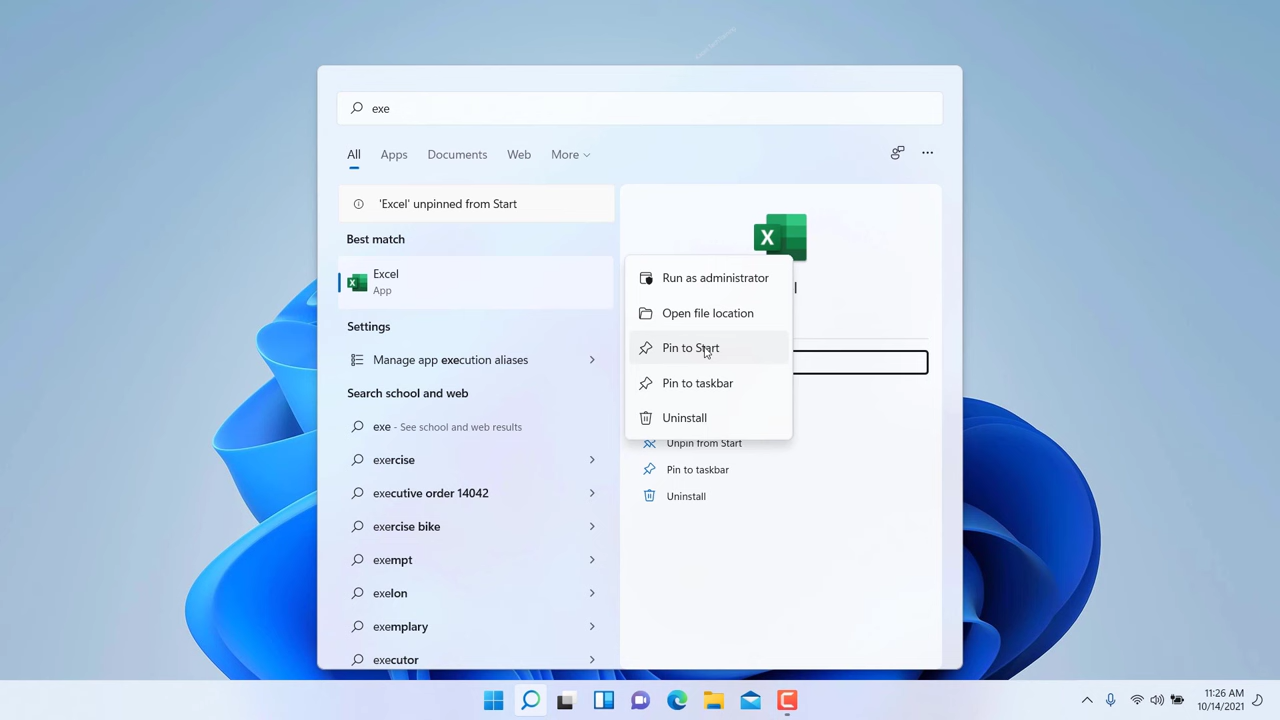 exe
All Apps Documents Web More
'Excel' unpinned from Start
Best match
Excel
App
Settings
Manage app execution aliases
Search school and web
exe - See school and web results
exercise
executive order 14042
exercise bike
exempt
exelon
exemplary
executor
X
l
Run as administrator
Open file location
Pin to Start
Pin to taskbar
Uninstall
Unpin from Start
Pin to taskbar
Uninstall
11:26 AM
10/14/2021